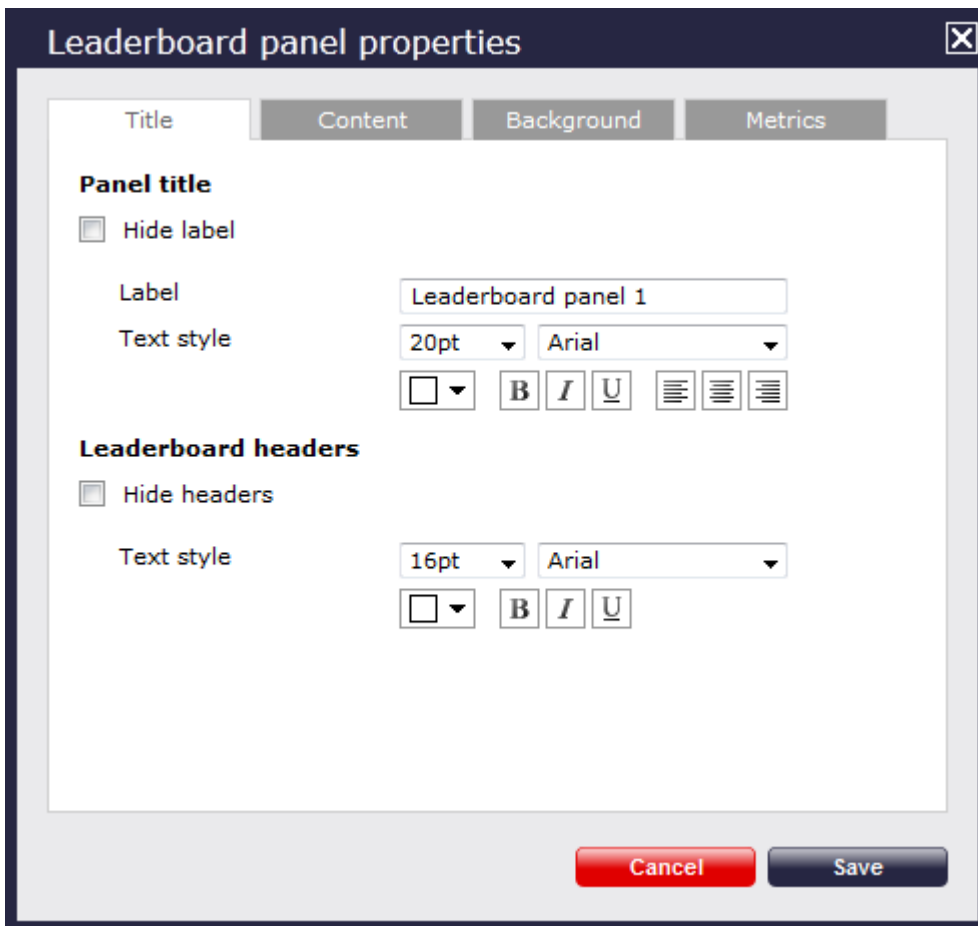 Leaderboard panel properties
Title Content Background Metrics
Panel title
Hide label
Label Leaderboard panel 1
Text style 20pt Arial
B I U
Leaderboard headers
Hide headers
Text style 16pt Arial
B I U
Cancel Save